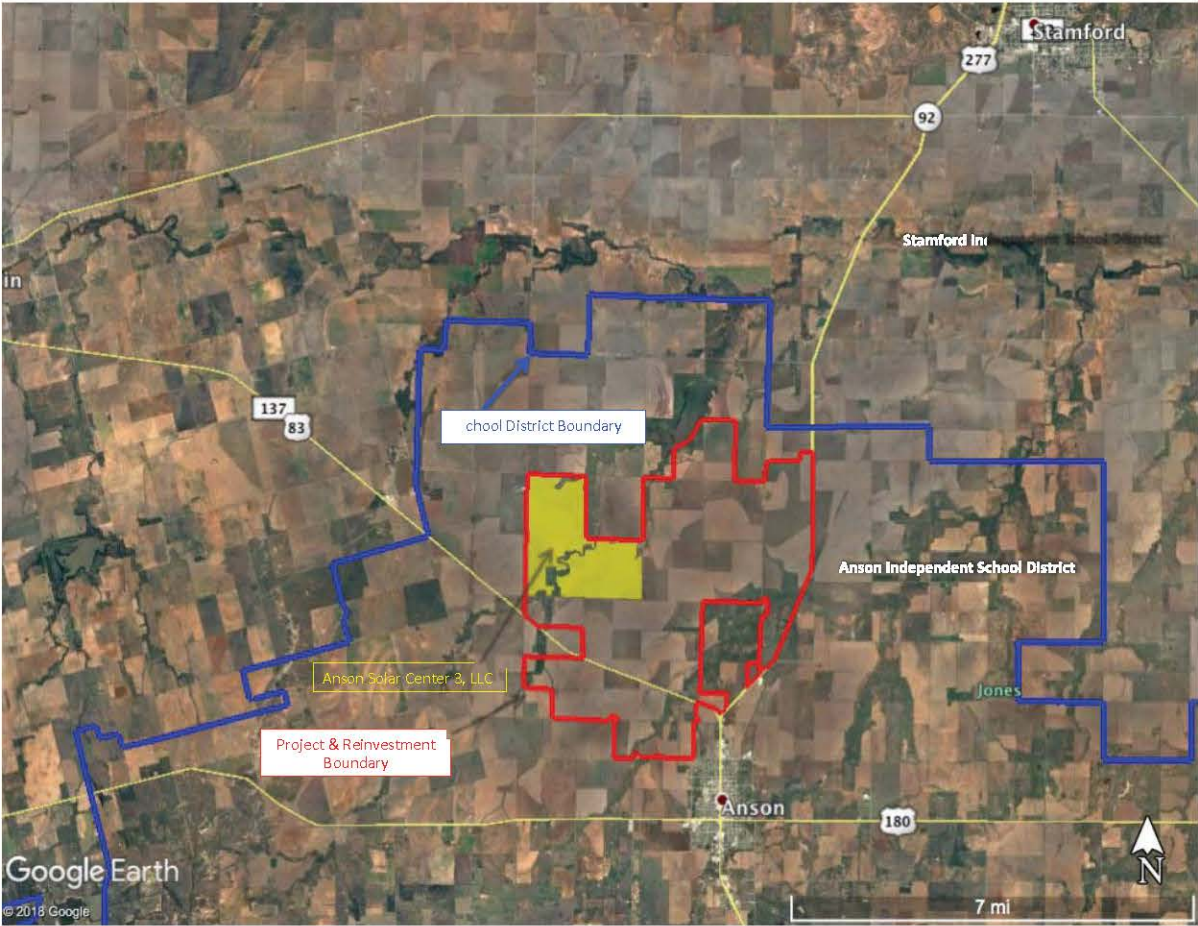 Stamford
277
92
Stamford In
School District
in
137
83
chool District Boundary
Anson Independent School District
Anson Solar Center 3, LLC
Jones
Project & Reinvestment
Boundary
Anson
180
Google Earth
N
© 2018 Google
7 mi